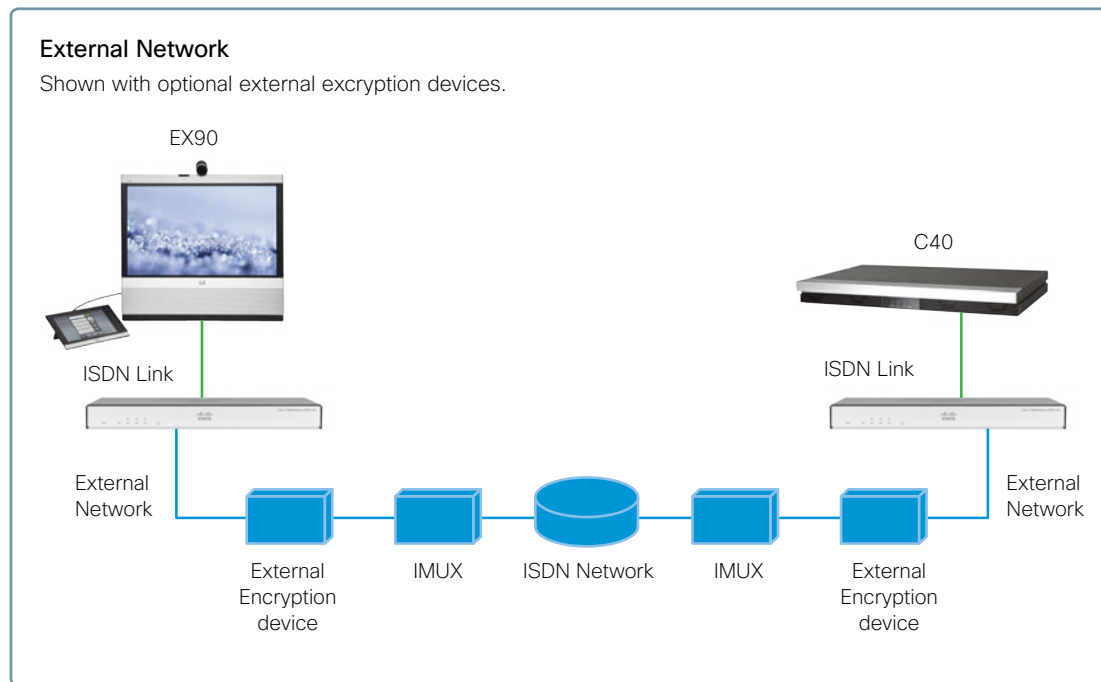 External Network
Shown with optional external excryption devices.
EX90
C40
ISDN Link
ISDN Link
External
Network
External
Network
External
Encryption
device
IMUX
ISDN Network
IMUX
External
Encryption
device